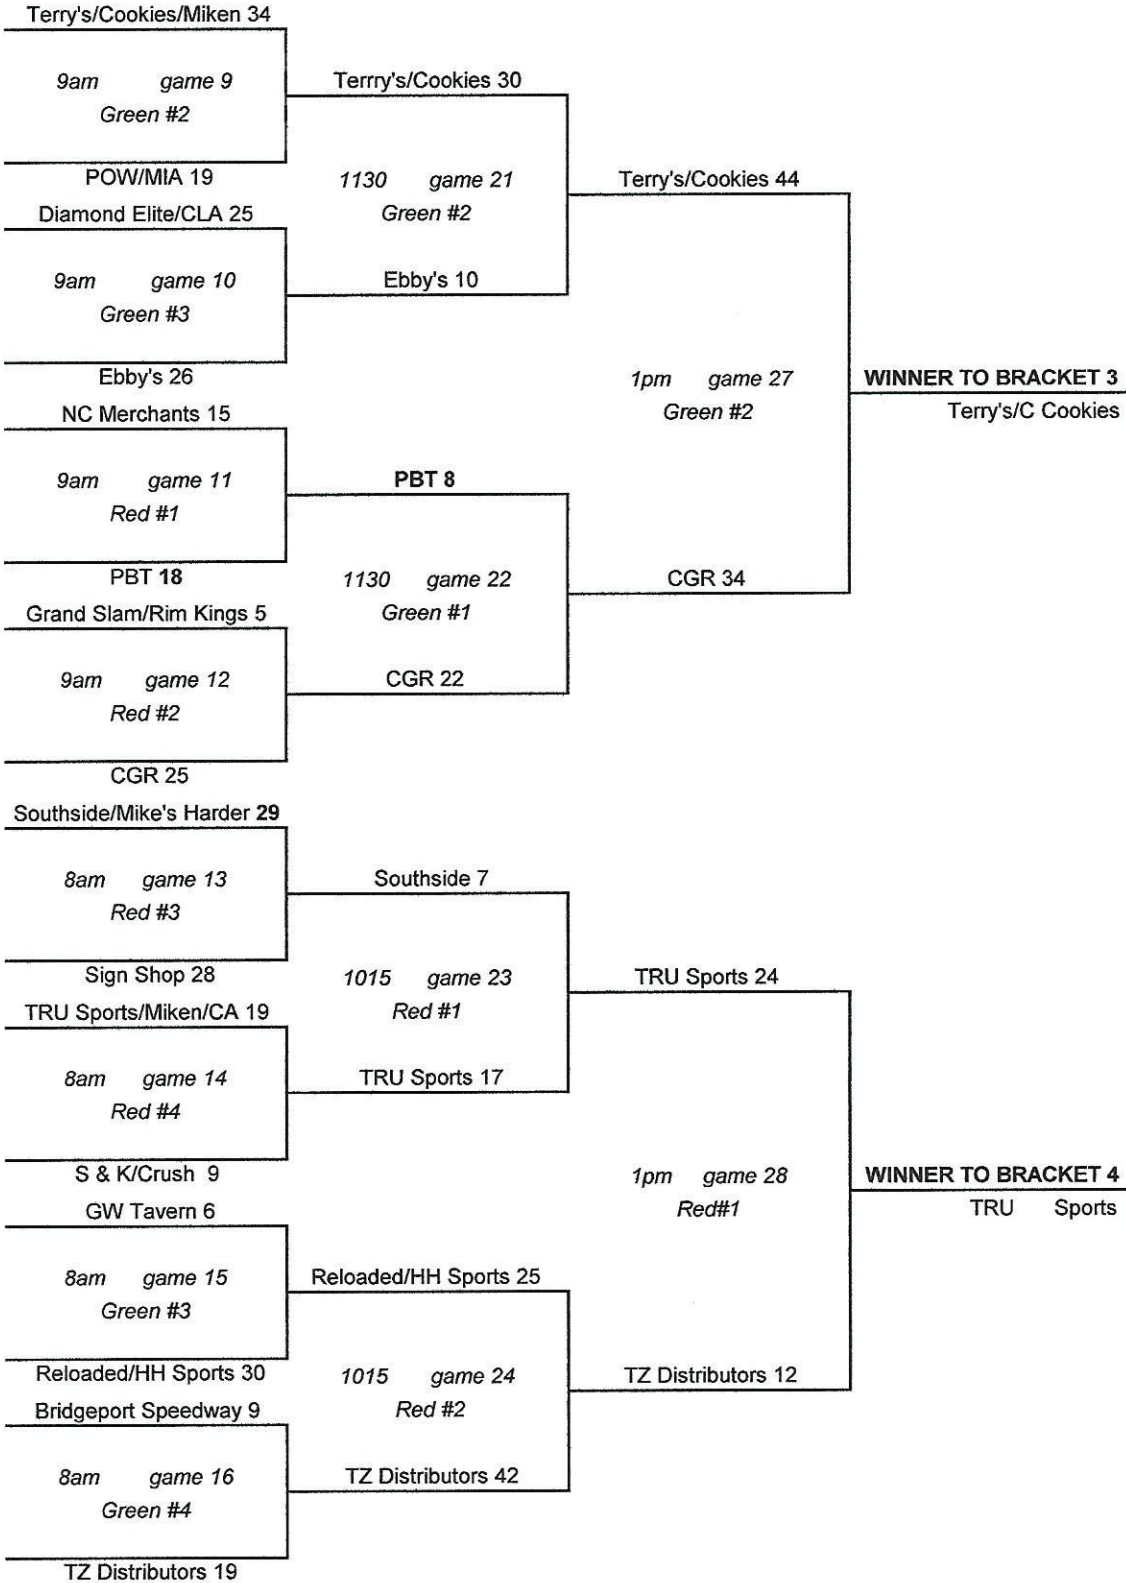 Terry's/Cookies/Miken 34
9am game 9
Green #2
POW/MIA 19
Terrry's/Cookies 30
Diamond Elite/CLA 25
9am game 10
Green #3
Ebby's 26
1130 game 21
Green #2
Ebby's 10
Terry's/Cookies 44
NC Merchants 15
9am game 11
Red #1
PBT 18
PBT 8
Grand Slam/Rim Kings 5
9am game 12
Red #2
CGR 25
1130 game 22
Green #1
CGR 22
CGR 34
1pm game 27
Green #2
WINNER TO BRACKET 3
Terry's/C Cookies
Southside/Mike's Harder 29
8am game 13
Red #3
Sign Shop 28
Southside 7
TRU Sports/Miken/CA 19
8am game 14
Red #4
S & K/Crush 9
1015 game 23
Red #1
TRU Sports 17
TRU Sports 24
GW Tavern 6
8am game 15
Green #3
Reloaded/HH Sports 30
Reloaded/HH Sports 25
Bridgeport Speedway 9
8am game 16
Green #4
TZ Distributors 19
1015 game 24
Red #2
TZ Distributors 42
TZ Distributors 12
1pm game 28
Red#1
WINNER TO BRACKET 4
TRU Sports